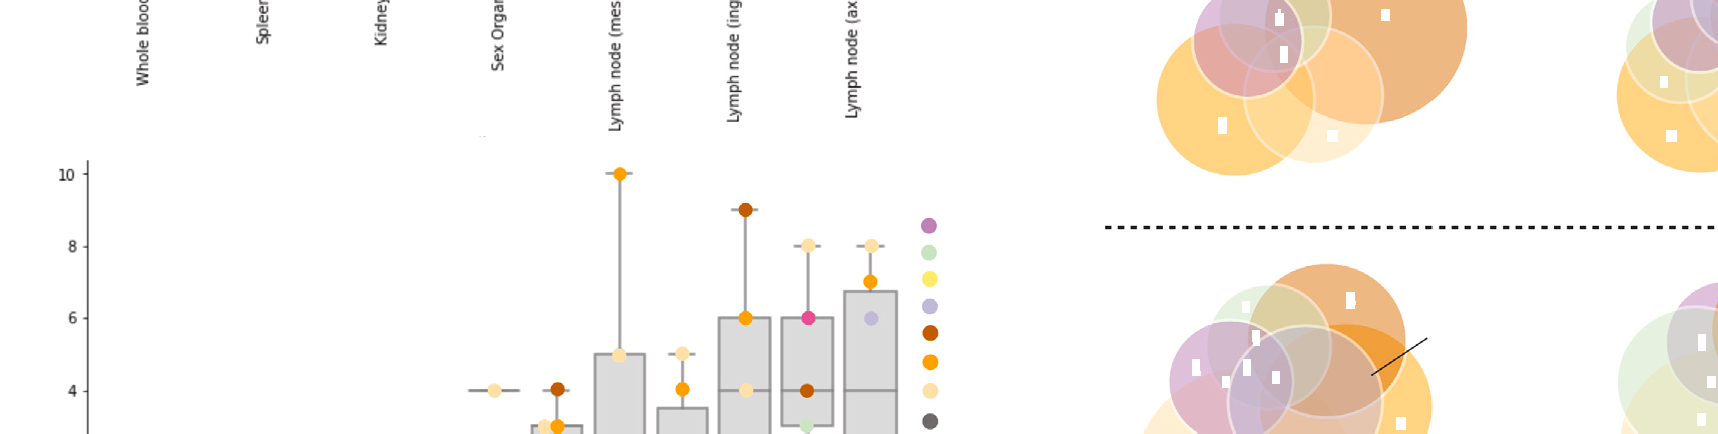 Whole blood
Spleen
Kidney
Sex Organ
Lymph node (mes
Lymph node (ing
Lymph node (ax
10
8
6
4